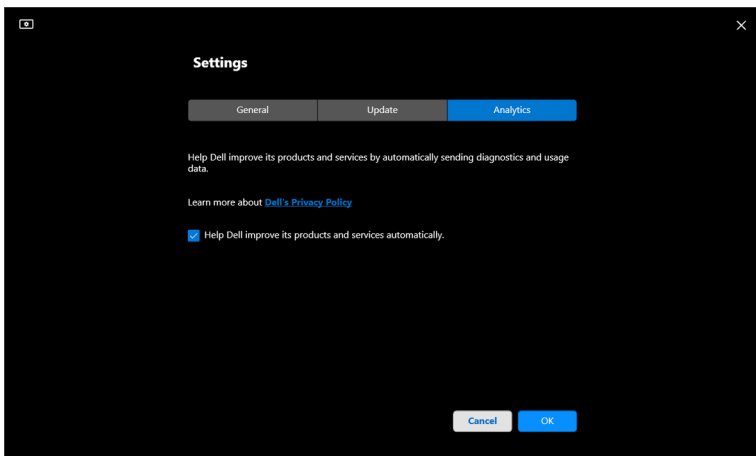 Settings
General Update Analytics
Help Dell improve its products and services by automatically sending diagnostics and usage
data.
Learn more about Dell's Privacy Policy
Help Dell improve its products and services automatically.
Cancel OK